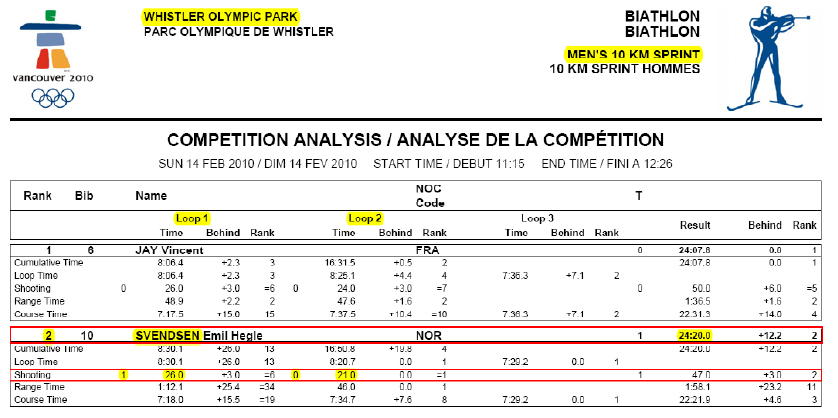 WHISTLER OLYMPIC PARK
PARC OLYMPIQUE DE WHISTLER
BIATHLON
BIATHLON
MEN'S 10 KM SPRINT
10 KM SPRINT HOMMES
vancouver 2010
COMPETITION ANALYSIS / ANALYSE DE LA COMPÉTITION
SUN 14 FEB 2010 / DIM 14 FEV 2010 START TIME / DEBUT 11:15 END TIME / FINI A 12:26
Rank Bib Name NOC Code T
Loop 1 Loop 2 Loop 3 Result Behind Rank
Time Behind Rank Time Behind Rank Time Behind Rank
1 6 JAY Vincent FRA 0 24:07.8 0.0 1
Cumulative Time 8:06.4 +2.3 3 16:31.5 +0.5 2 24:07.8 0.0 1
Loop Time 8:06.4 +2.3 3 8:25.1 +4.4 4 7:36.3 +7.1 2
Shooting 0 26.0 +3.0 =6 0 24.0 +3.0 =7 0 50.0 +6.0 =5
Range Time 48.9 +2.2 2 47.6 +1.6 2 1:36.5 +1.6 2
Course Time 7:17.5 +15.0 15 7:37.5 +10.4 =10 7:36.3 +7.1 2 22:31.3 +14.0 4
2 10 SVENDSEN Emil Hegle NOR 1 24:20.0 +12.2 2
Cumulative Time 8:30.1 +26.0 13 16:50.8 +19.8 4 24:20.0 +12.2 2
Loop Time 8:30.1 +26.0 13 8:20.7 0.0 1 7:29.2 0.0 1
Shooting 1 26.0 +3.0 =6 0 21.0 0.0 =1 1 47.0 +3.0 2
Range Time 1:12.1 +25.4 =34 46.0 0.0 1 1:58.1 +23.2 11
Course Time 7:18.0 +15.5 =19 7:34.7 +7.6 8 7:29.2 0.0 1 22:21.9 +4.6 3